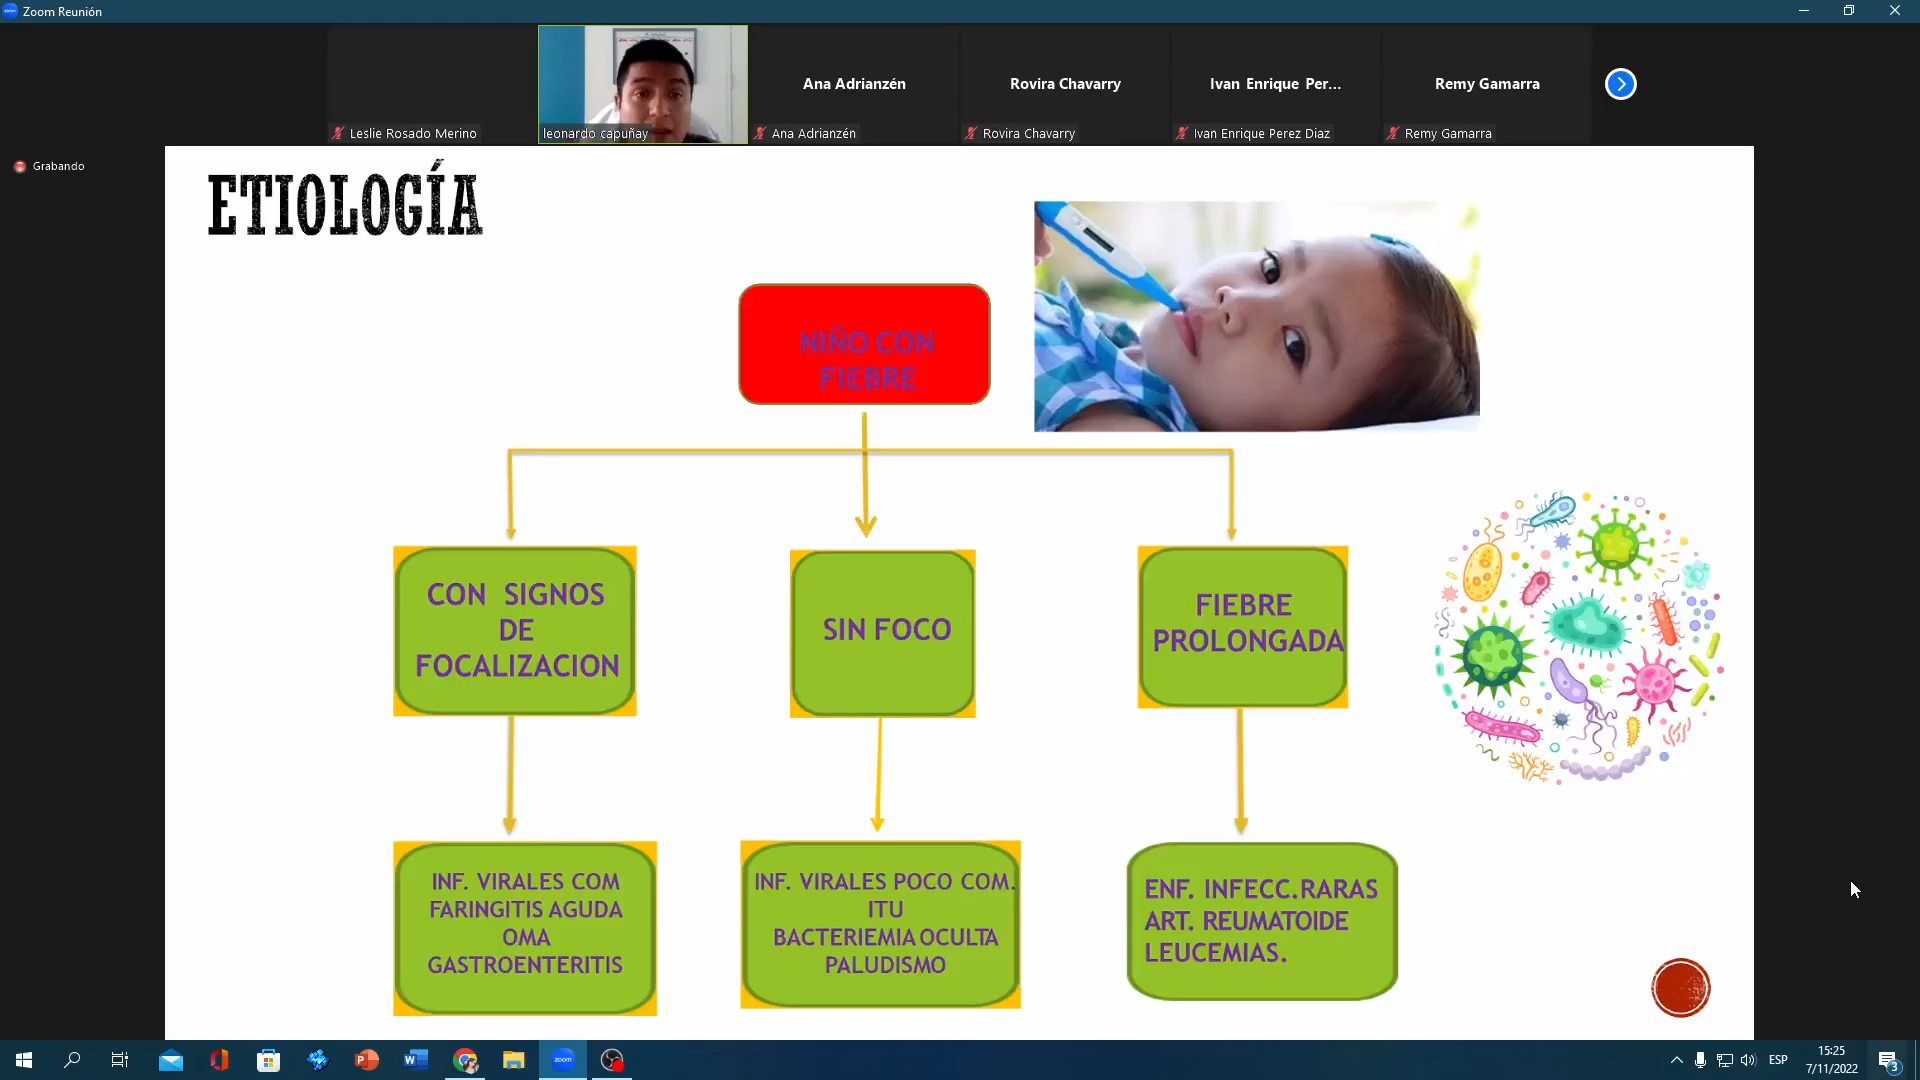 Zoom Reunión
Ana Adrianzén
Rovira Chavarry
Ivan Enrique Per...
Remy Gamarra
Leslie Rosado Merino
leonardo capuñay
Ana Adrianzén
Rovira Chavarry
Ivan Enrique Perez Diaz
Remy Gamarra
Grabando
ETIOLOGÍA
NIÑO CON
FIEBRE
CON SIGNOS
DE
FOCALIZACION
SIN FOCO
FIEBRE
PROLONGADA
INF. VIRALES COM
FARINGITIS AGUDA
OMA
GASTROENTERITIS
INF. VIRALES POCO COM.
ITU
BACTERIEMIA OCULTA
PALUDISMO
ENF. INFECC.RARAS
ART. REUMATOIDE
LEUCEMIAS.
zoom
ESP
15:25
7/11/2022
3